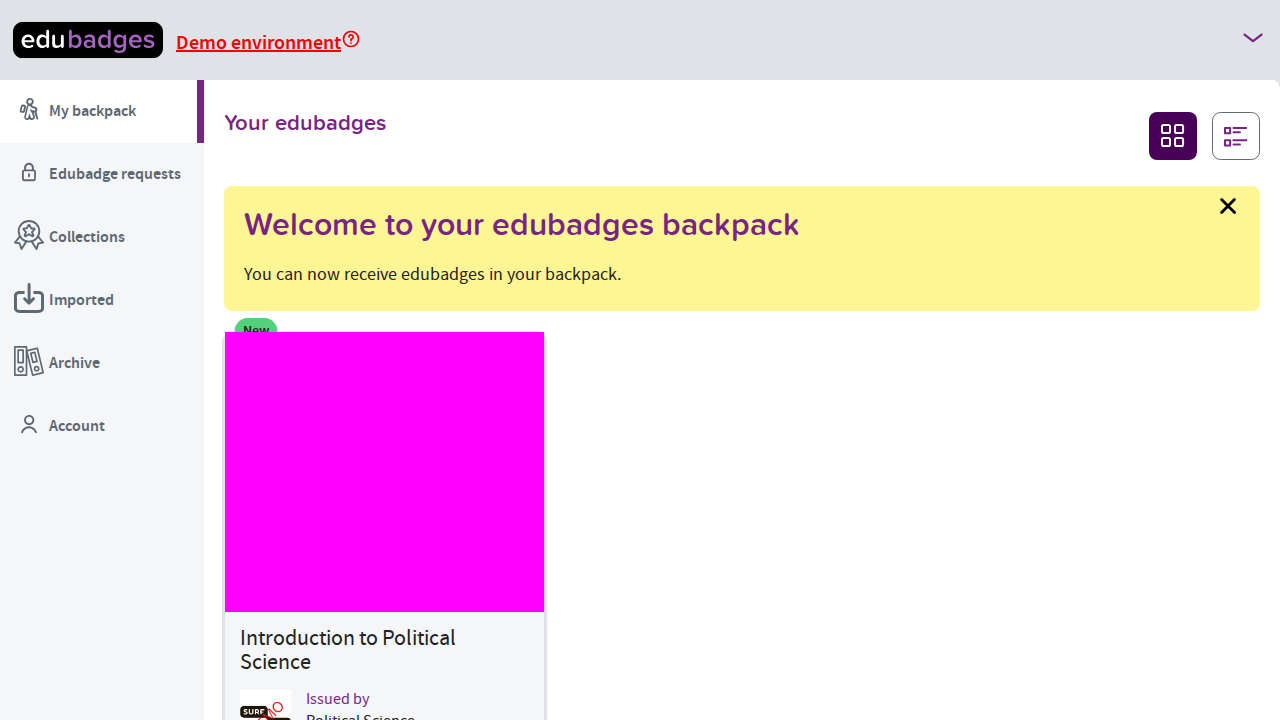 edubadges
Demo environment
My backpack
Edubadge requests
Collections
Imported
Archive
Account
Your edubadges
Welcome to your edubadges backpack
You can now receive edubadges in your backpack.
New
Introduction to Political
Science
SURF
Issued by
Political Science